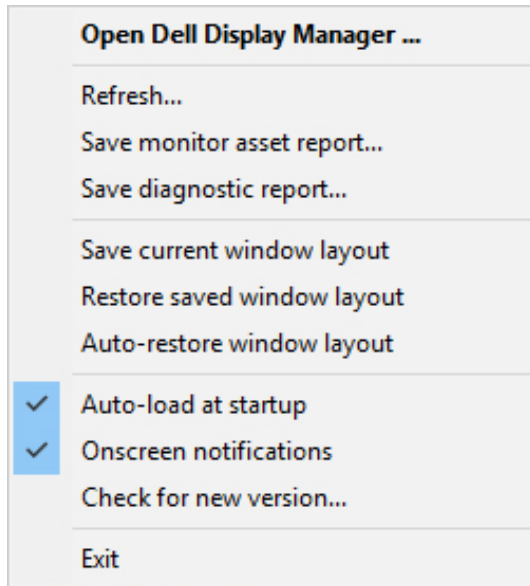 Open Dell Display Manager ...
Refresh...
Save monitor asset report...
Save diagnostic report...
Save current window layout
Restore saved window layout
Auto-restore window layout
Auto-load at startup
Onscreen notifications
Check for new version...
Exit